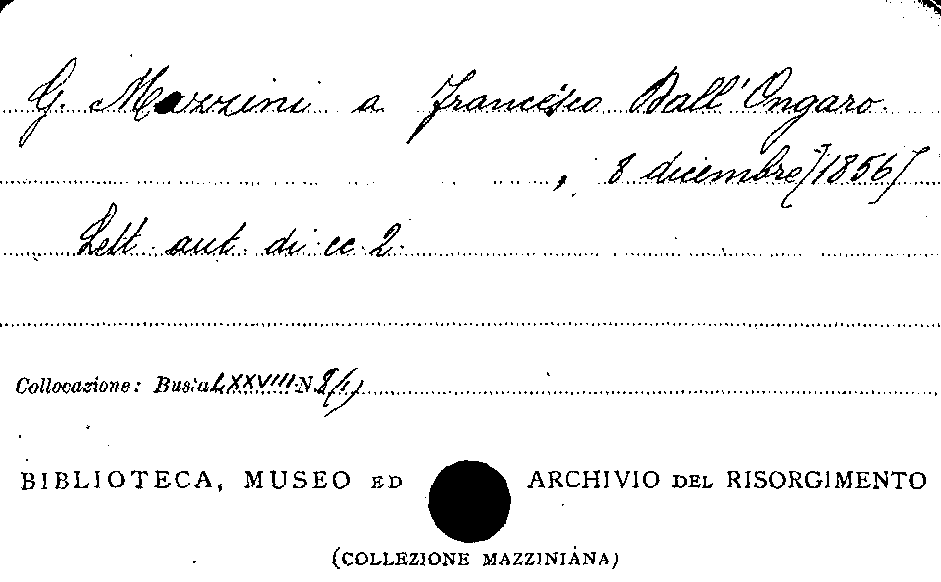 G. Mazzini a Francesco Dall'Ongaro.
, 8 dicembre [1856]
Lett. aut. di cc. 2.
Collocazione: Busta LXXVIII N. 2(1)
BIBLIOTECA, MUSEO ED ARCHIVIO DEL RISORGIMENTO
(COLLEZIONE MAZZINIANA)